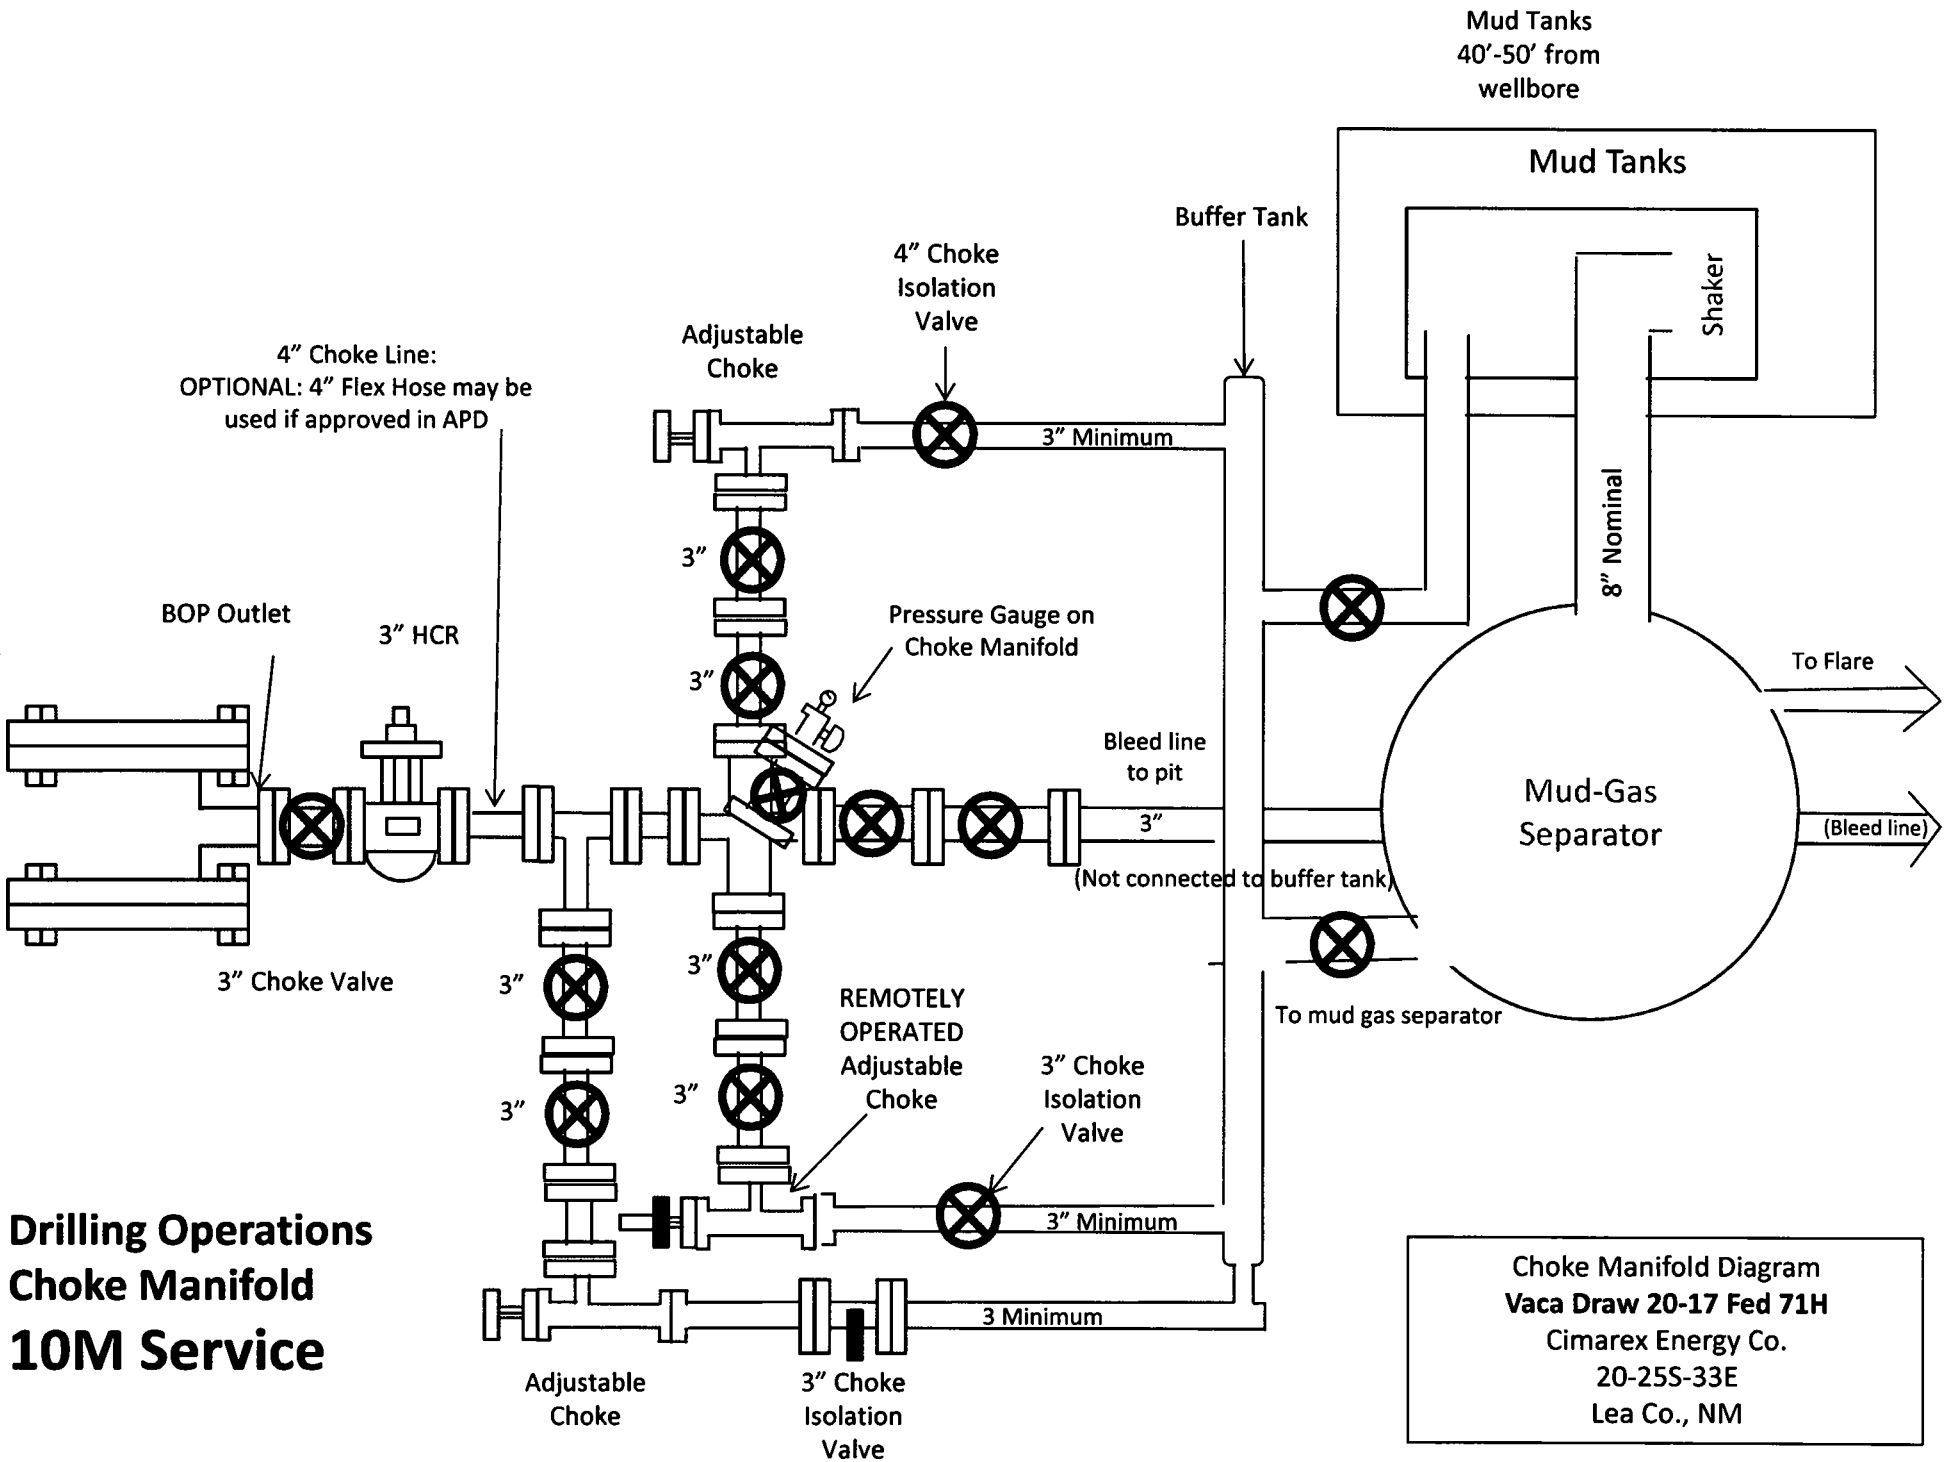 Mud Tanks
40’-50’ from
wellbore
Mud Tanks
Shaker
Buffer Tank
4” Choke
Isolation
Valve
Adjustable
Choke
4” Choke Line:
OPTIONAL: 4” Flex Hose may be
used if approved in APD
3” Minimum
8” Nominal
3”
BOP Outlet
3” HCR
Pressure Gauge on
Choke Manifold
3”
To Flare
Bleed line
to pit
3”
Mud-Gas
Separator
(Bleed line)
(Not connected to buffer tank)
3” Choke Valve
3”
3”
REMOTELY
OPERATED
Adjustable
Choke
To mud gas separator
3” Choke
Isolation
Valve
3”
3”
3” Minimum
Drilling Operations
Choke Manifold
10M Service
3 Minimum
Adjustable
Choke
3” Choke
Isolation
Valve
Choke Manifold Diagram
Vaca Draw 20-17 Fed 71H
Cimarex Energy Co.
20-25S-33E
Lea Co., NM